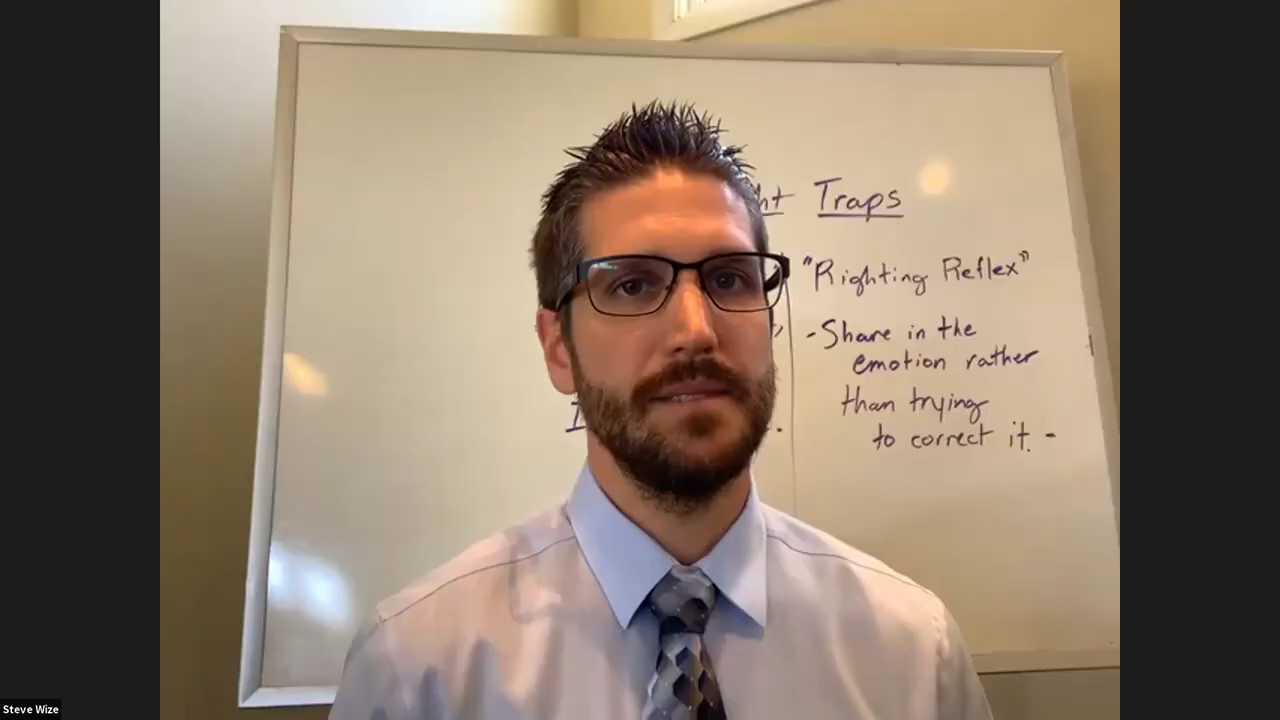 Traps
"Righting Reflex"
- Share in the
emotion rather
than trying
to correct it. -
Steve Wize